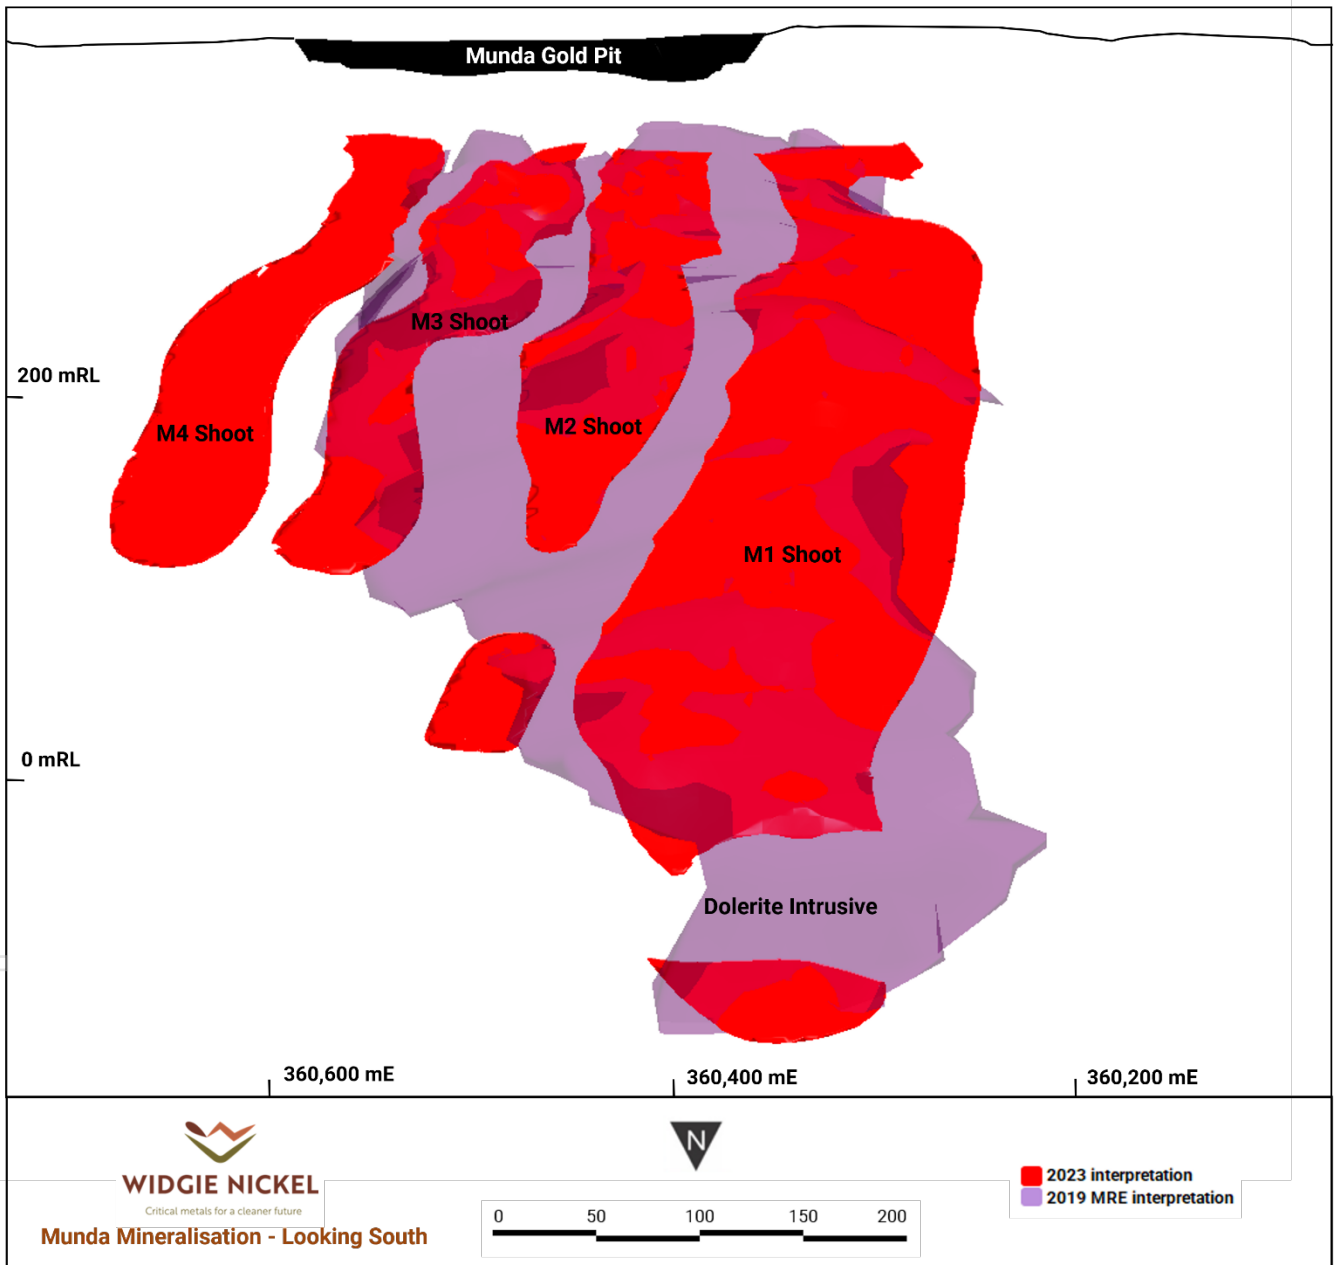 Munda Gold Pit
M3 Shoot
200 mRL
M4 Shoot
M2 Shoot
M1 Shoot
0 mRL
Dolerite Intrusive
360,600 mE
360,400 mE
360,200 mE
N
WIDGIE NICKEL
Critical metals for a cleaner future
Munda Mineralisation - Looking South
0 50 100 150 200
2023 interpretation
2019 MRE interpretation